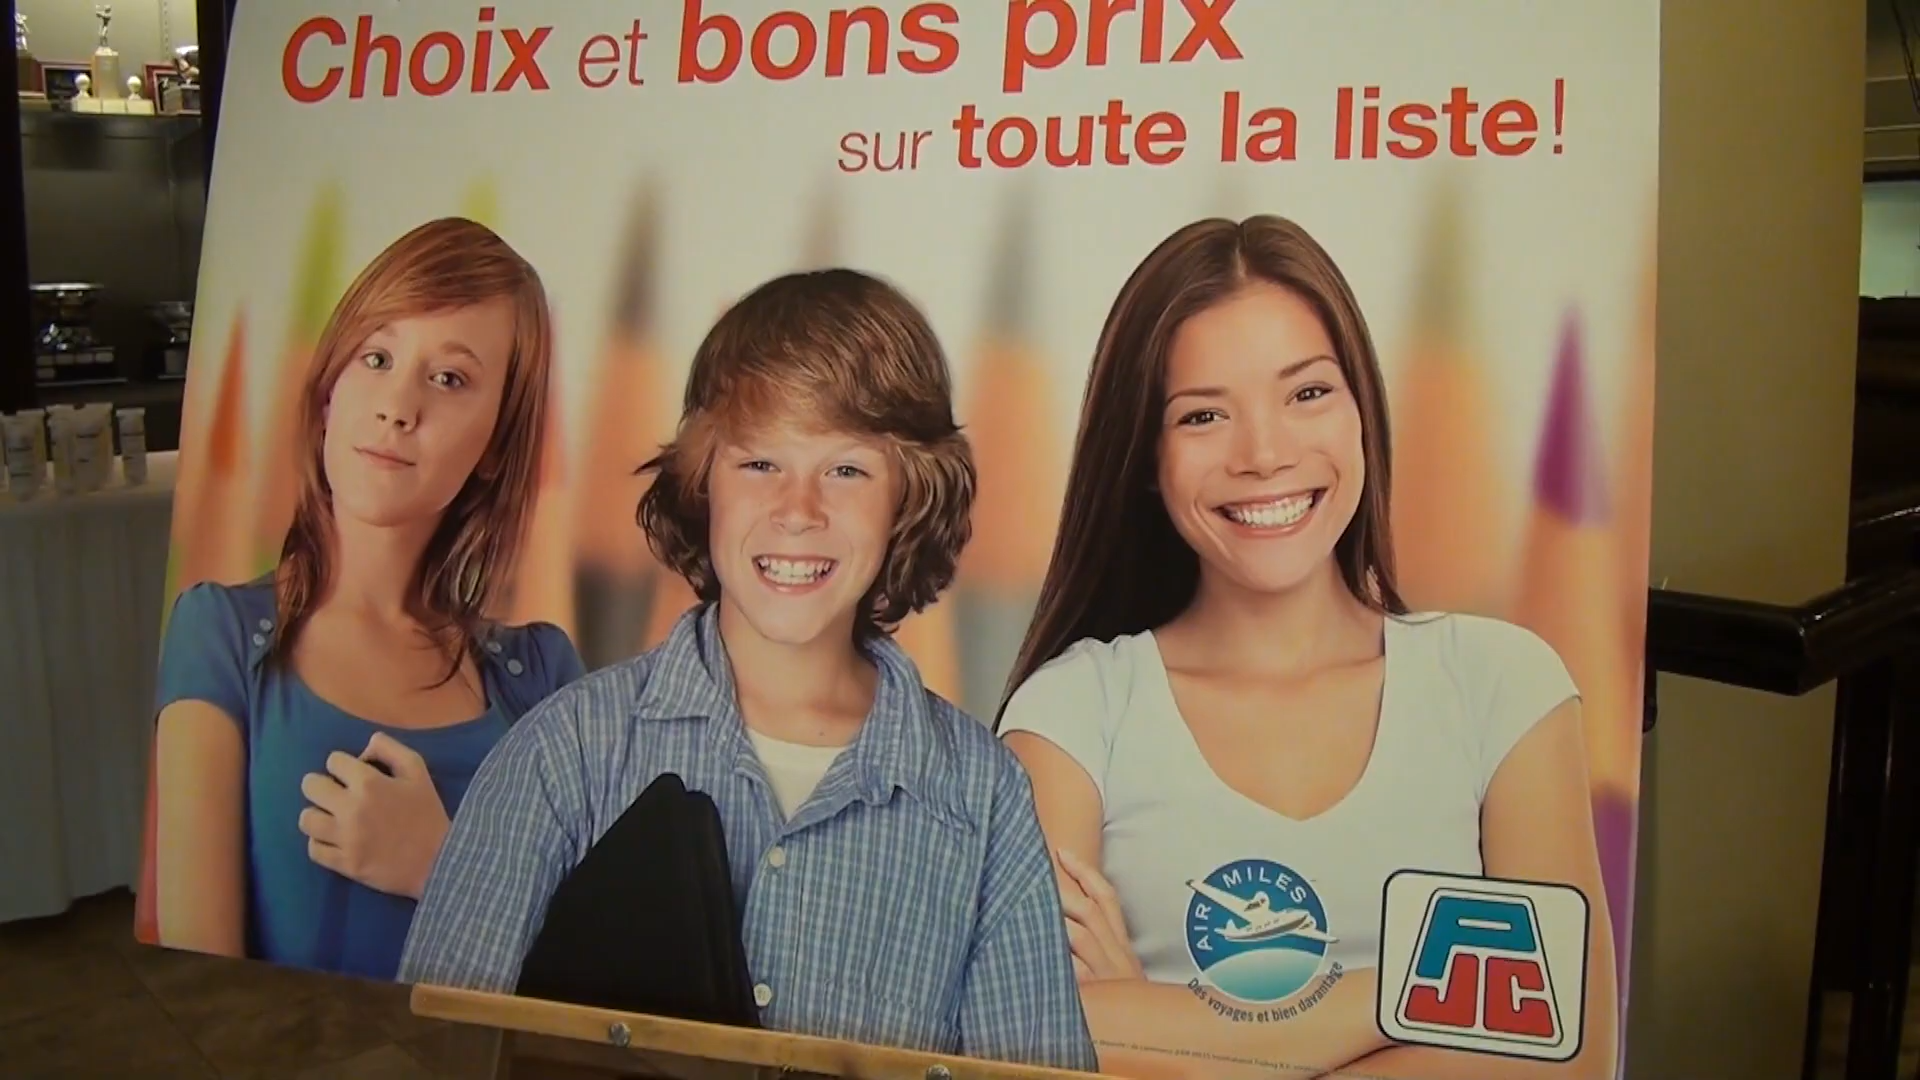 Choix et bons prix
sur toute la liste!
AIR MILES
Des voyages et bien davantage
PJC